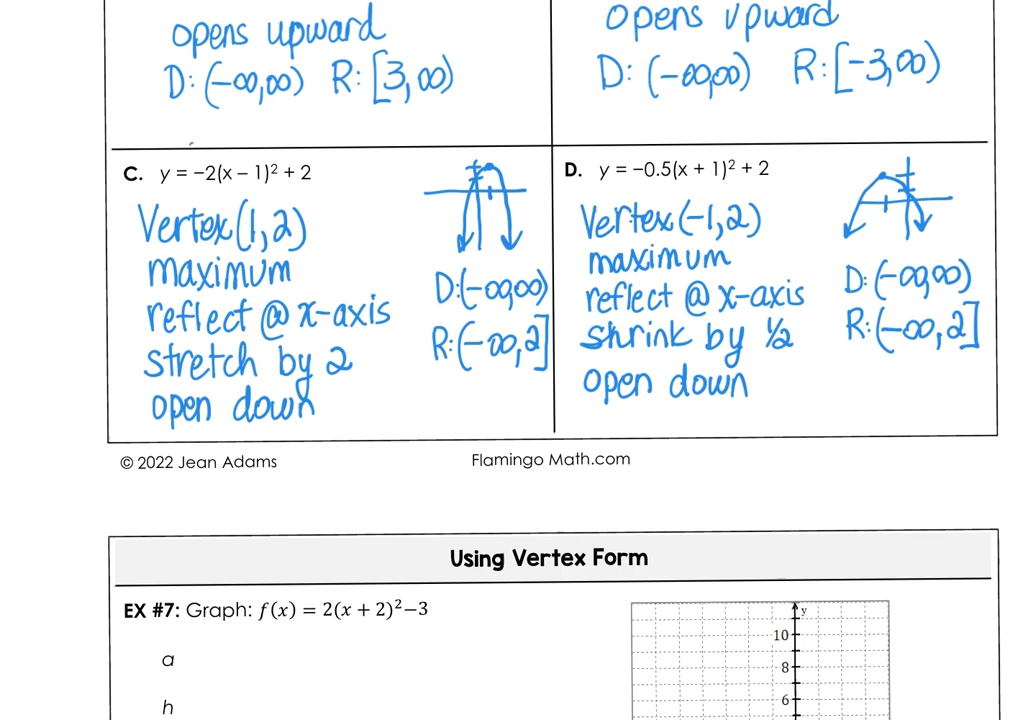 opens upward
D: (-∞,∞) R: [3,∞)
opens upward
D: (-∞,∞) R: [-3,∞)
C. y = −2(x − 1)² + 2
Vertex(1,2)
maximum
reflect @ x-axis
stretch by 2
open down
D:(-∞,∞)
R:(-∞,2]
D. y = −0.5(x + 1)² + 2
Vertex(-1,2)
maximum
reflect @ x-axis
shrink by ½
open down
D:(-∞,∞)
R:(-∞,2]
© 2022 Jean Adams
Flamingo Math.com
Using Vertex Form
EX #7: Graph: f(x) = 2(x + 2)²−3
a
h
y
10
8
6